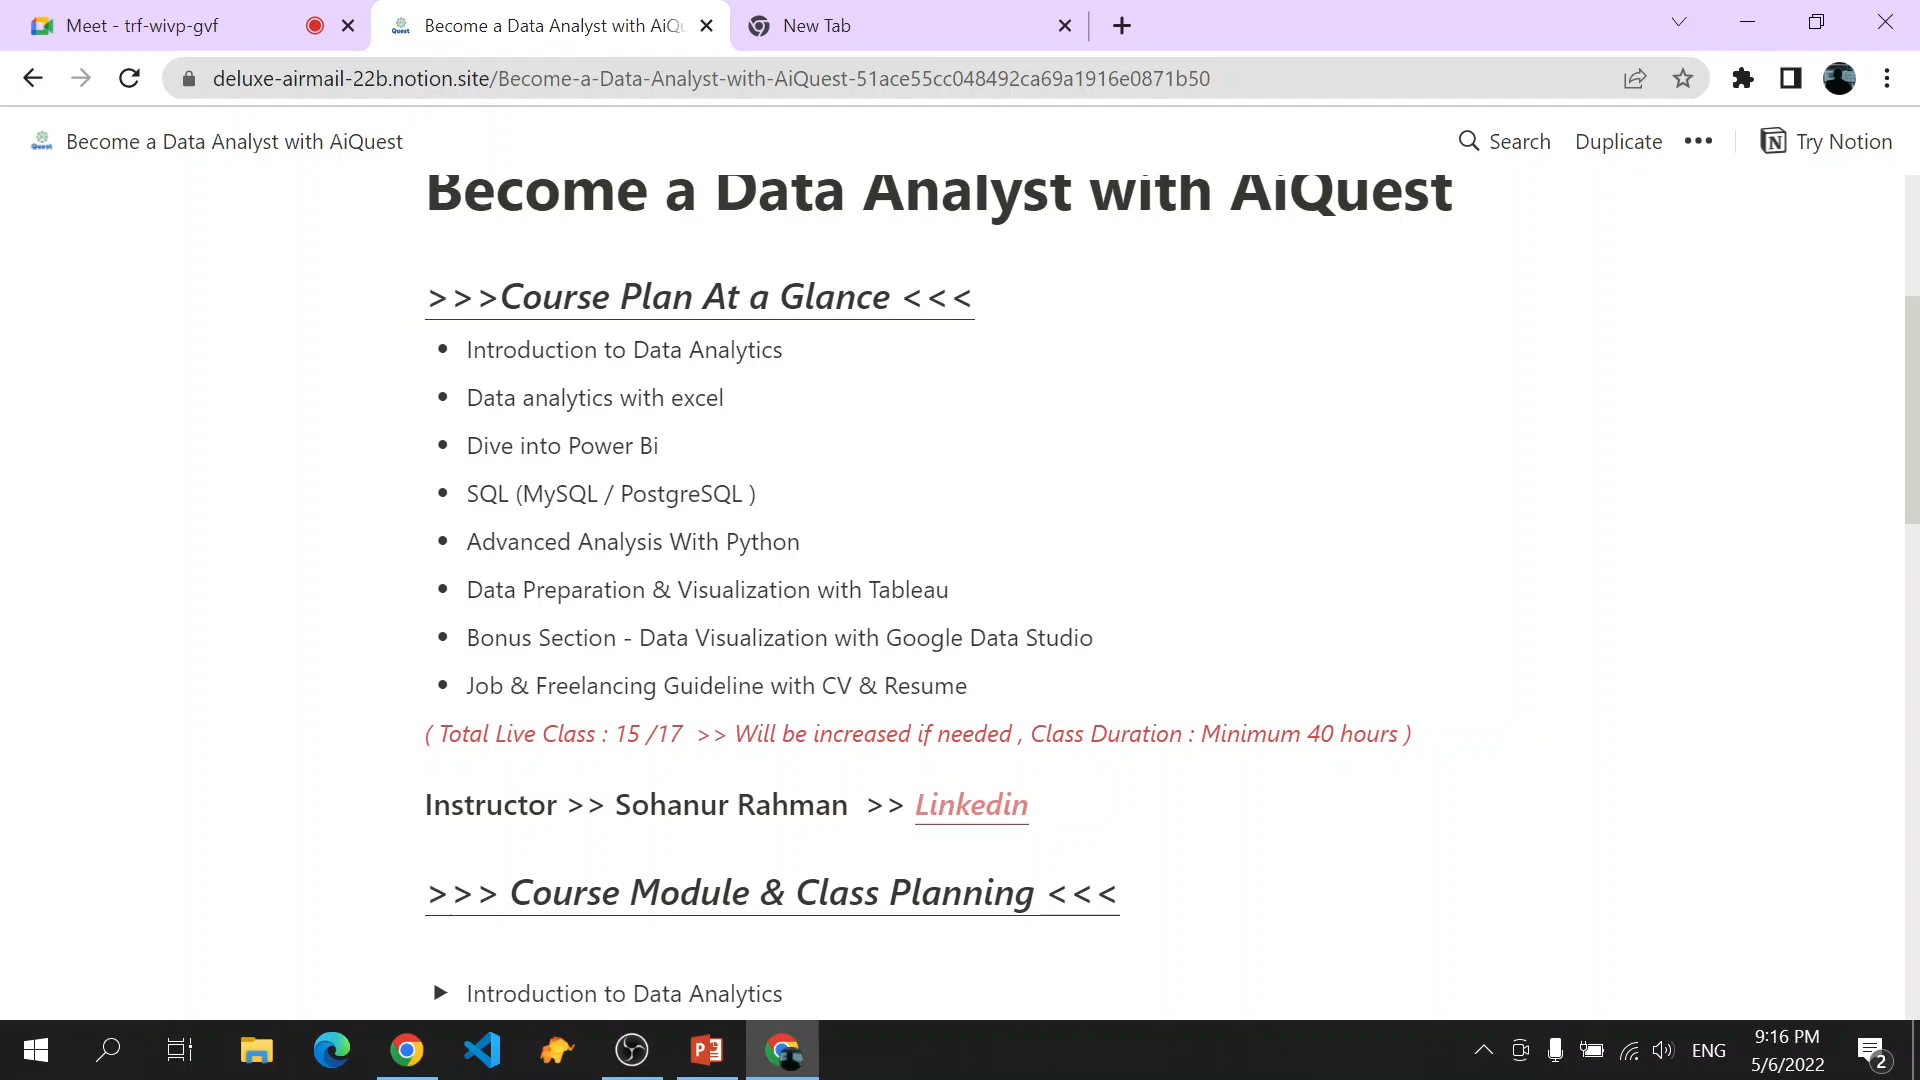 Meet - trf-wivp-gvf
Become a Data Analyst with AiQu
New Tab
deluxe-airmail-22b.notion.site/Become-a-Data-Analyst-with-AiQuest-51ace55cc048492ca69a1916e0871b50
Become a Data Analyst with AiQuest
Search
Duplicate
Try Notion
Become a Data Analyst with AiQuest
>>>Course Plan At a Glance <<<
• Introduction to Data Analytics
• Data analytics with excel
• Dive into Power Bi
• SQL (MySQL / PostgreSQL )
• Advanced Analysis With Python
• Data Preparation & Visualization with Tableau
• Bonus Section - Data Visualization with Google Data Studio
• Job & Freelancing Guideline with CV & Resume
( Total Live Class : 15 /17 >> Will be increased if needed , Class Duration : Minimum 40 hours )
Instructor >> Sohanur Rahman >> Linkedin
>>> Course Module & Class Planning <<<
Introduction to Data Analytics
ENG
9:16 PM
5/6/2022
2